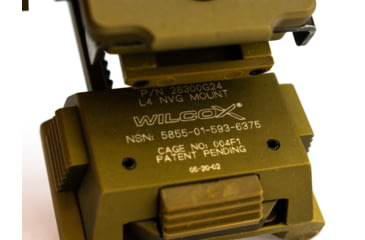 P/N 28300G24
L4 NVG MOUNT
WILCOX®
NSN: 5855-01-593-6375
CAGE NO: 004F1
PATENT PENDING
05-20-02